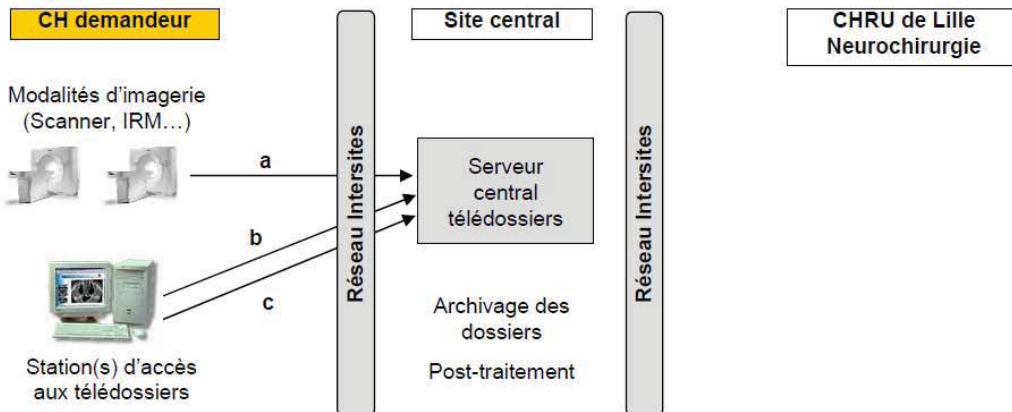 CH demandeur
Site central
CHRU de Lille
Neurochirurgie
Modalités d'imagerie
(Scanner, IRM…)
a
b
c
Réseau Intersites
Serveur
central
télédossiers
Réseau Intersites
Archivage des
dossiers
Post-traitement
Station(s) d'accès
aux télédossiers